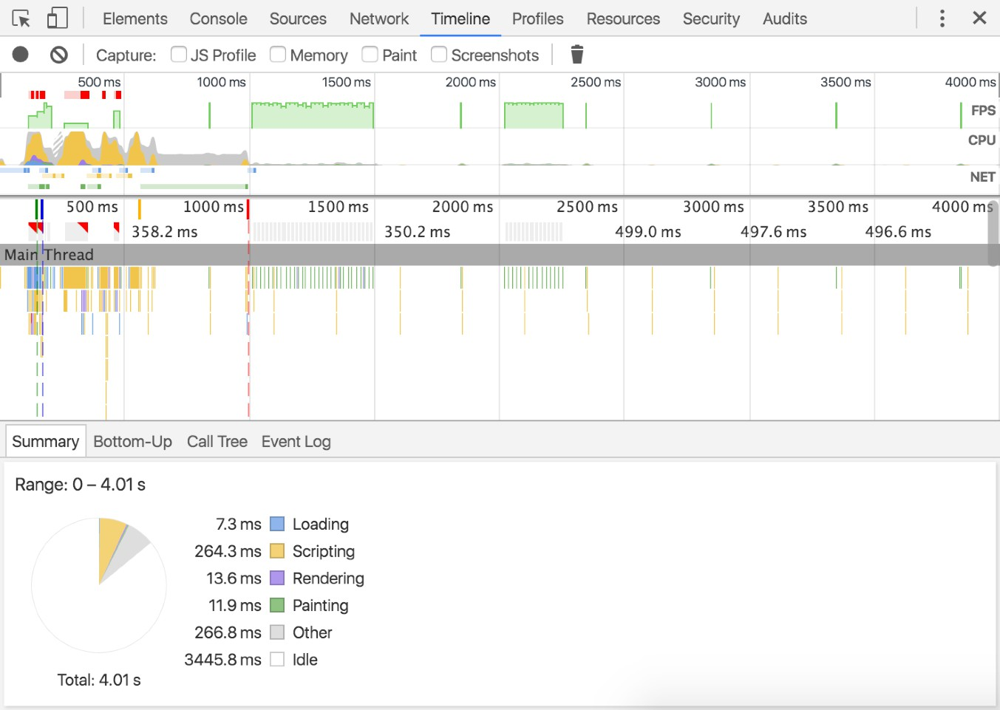 Elements Console Sources Network Timeline Profiles Resources Security Audits
Capture: JS Profile Memory Paint Screenshots
500 ms 1000 ms 1500 ms 2000 ms 2500 ms 3000 ms 3500 ms 4000 ms
FPS
CPU
NET
500 ms 1000 ms 1500 ms 2000 ms 2500 ms 3000 ms 3500 ms 4000 ms
358.2 ms 350.2 ms 499.0 ms 497.6 ms 496.6 ms
Main Thread
Summary Bottom-Up Call Tree Event Log
Range: 0 – 4.01 s
7.3 ms Loading
264.3 ms Scripting
13.6 ms Rendering
11.9 ms Painting
266.8 ms Other
3445.8 ms Idle
Total: 4.01 s